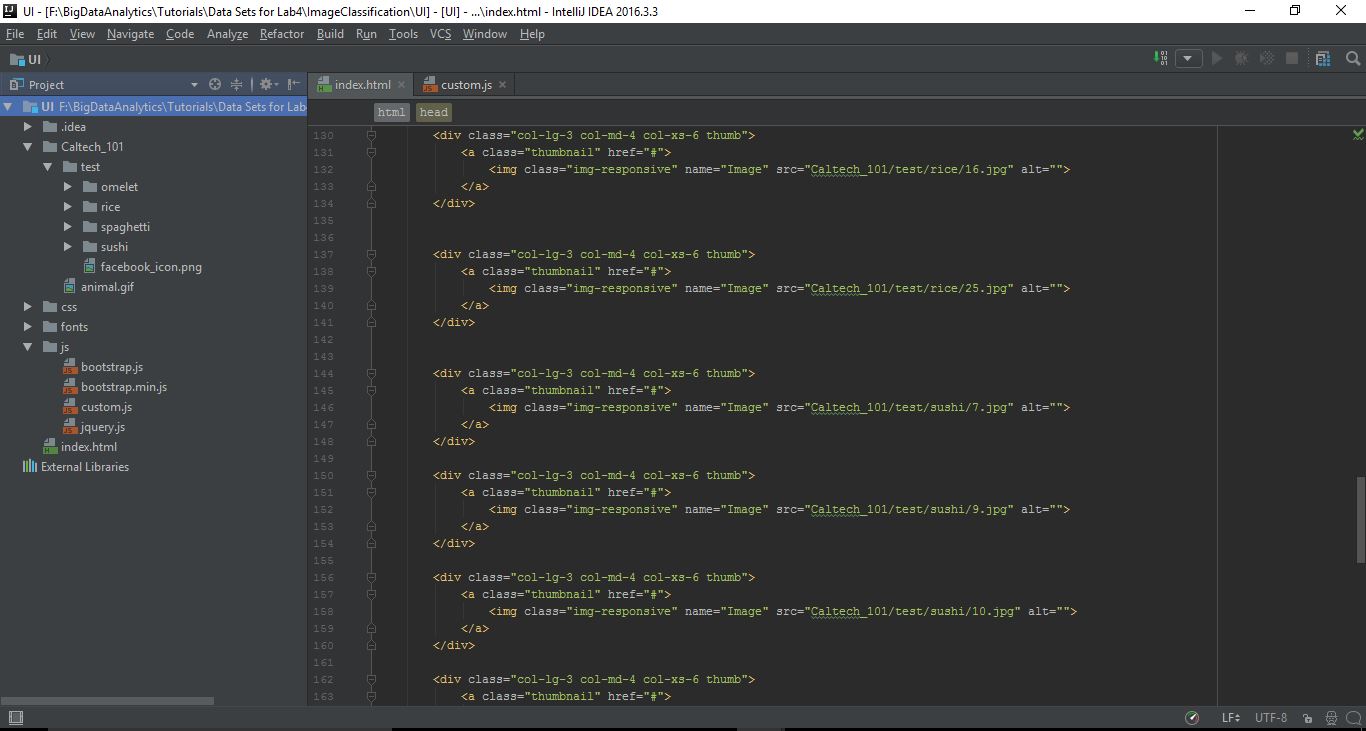 UI - [F:\BigDataAnalytics\Tutorials\Data Sets for Lab4\ImageClassification\UI] - [UI] - ...\index.html - IntelliJ IDEA 2016.3.3
File Edit View Navigate Code Analyze Refactor Build Run Tools VCS Window Help
UI
Project
index.html
custom.js
UI F:\BigDataAnalytics\Tutorials\Data Sets for Lab
.idea
Caltech_101
test
omelet
rice
spaghetti
sushi
facebook_icon.png
animal.gif
css
fonts
js
bootstrap.js
bootstrap.min.js
custom.js
jquery.js
index.html
External Libraries
html head
130 <div class="col-lg-3 col-md-4 col-xs-6 thumb">
131 <a class="thumbnail" href="#">
132 <img class="img-responsive" name="Image" src="Caltech_101/test/rice/16.jpg" alt="">
133 </a>
134 </div>
135
136
137 <div class="col-lg-3 col-md-4 col-xs-6 thumb">
138 <a class="thumbnail" href="#">
139 <img class="img-responsive" name="Image" src="Caltech_101/test/rice/25.jpg" alt="">
140 </a>
141 </div>
142
143
144 <div class="col-lg-3 col-md-4 col-xs-6 thumb">
145 <a class="thumbnail" href="#">
146 <img class="img-responsive" name="Image" src="Caltech_101/test/sushi/7.jpg" alt="">
147 </a>
148 </div>
149
150 <div class="col-lg-3 col-md-4 col-xs-6 thumb">
151 <a class="thumbnail" href="#">
152 <img class="img-responsive" name="Image" src="Caltech_101/test/sushi/9.jpg" alt="">
153 </a>
154 </div>
155
156 <div class="col-lg-3 col-md-4 col-xs-6 thumb">
157 <a class="thumbnail" href="#">
158 <img class="img-responsive" name="Image" src="Caltech_101/test/sushi/10.jpg" alt="">
159 </a>
160 </div>
161
162 <div class="col-lg-3 col-md-4 col-xs-6 thumb">
163 <a class="thumbnail" href="#">
LF UTF-8